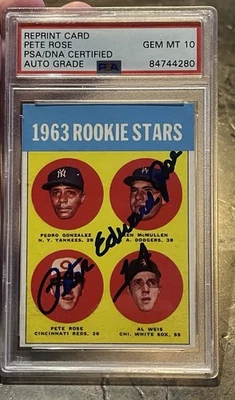 REPRINT CARD
PETE ROSE GEM MT 10
PSA/DNA CERTIFIED
AUTO GRADE PSA 84744280
1963 ROOKIE STARS
PEDRO GONZALEZ
N. Y. YANKEES, 2B
KEN McMULLEN
L. A. DODGERS, 3B
Edward Rose
Pete
PETE ROSE
CINCINNATI REDS, 2B
AL WEIS
CHI. WHITE SOX, SS